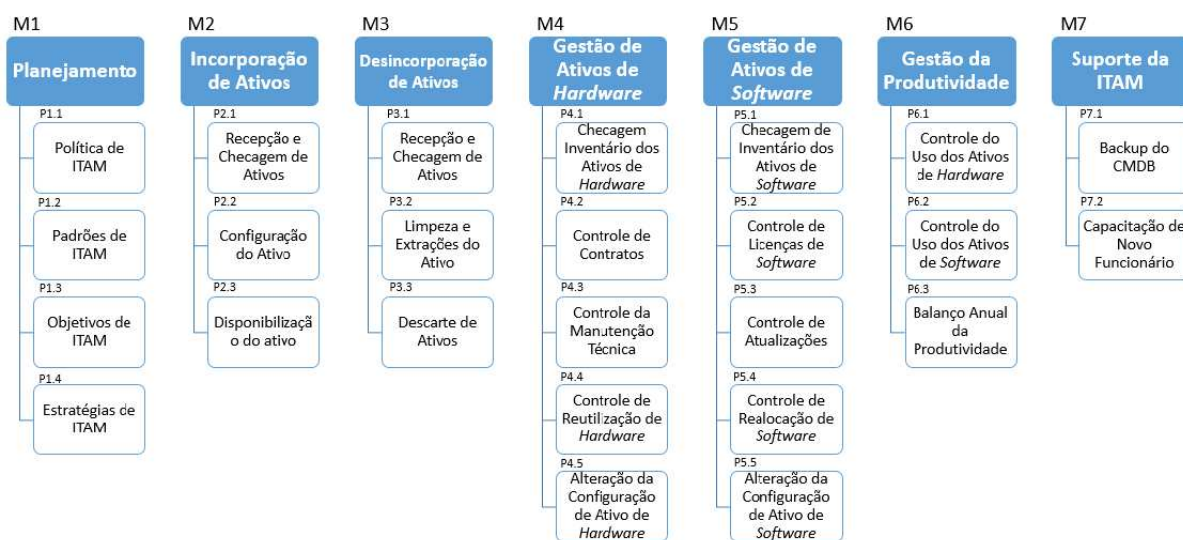 M1
Planejamento
P1.1
Política de
ITAM
P1.2
Padrões de
ITAM
P1.3
Objetivos de
ITAM
P1.4
Estratégias de
ITAM
M2
Incorporação
de Ativos
P2.1
Recepção e
Checagem de
Ativos
P2.2
Configuração
do Ativo
P2.3
Disponibilizaçã
o do ativo
M3
Desincorporação
de Ativos
P3.1
Recepção e
Checagem de
Ativos
P3.2
Limpeza e
Extrações do
Ativo
P3.3
Descarte de
Ativos
M4
Gestão de
Ativos de
Hardware
P4.1
Checagem
Inventário dos
Ativos de
Hardware
P4.2
Controle de
Contratos
P4.3
Controle da
Manutenção
Técnica
P4.4
Controle de
Reutilização de
Hardware
P4.5
Alteração da
Configuração
de Ativo de
Hardware
M5
Gestão de
Ativos de
Software
P5.1
Checagem de
Inventário dos
Ativos de
Software
P5.2
Controle de
Licenças de
Software
P5.3
Controle de
Atualizações
P5.4
Controle de
Realocação de
Software
P5.5
Alteração da
Configuração
de Ativo de
Software
M6
Gestão da
Produtividade
P6.1
Controle do
Uso dos Ativos
de Hardware
P6.2
Controle do
Uso dos Ativos
de Software
P6.3
Balanço Anual
da
Produtividade
M7
Suporte da
ITAM
P7.1
Backup do
CMDB
P7.2
Capacitação de
Novo
Funcionário